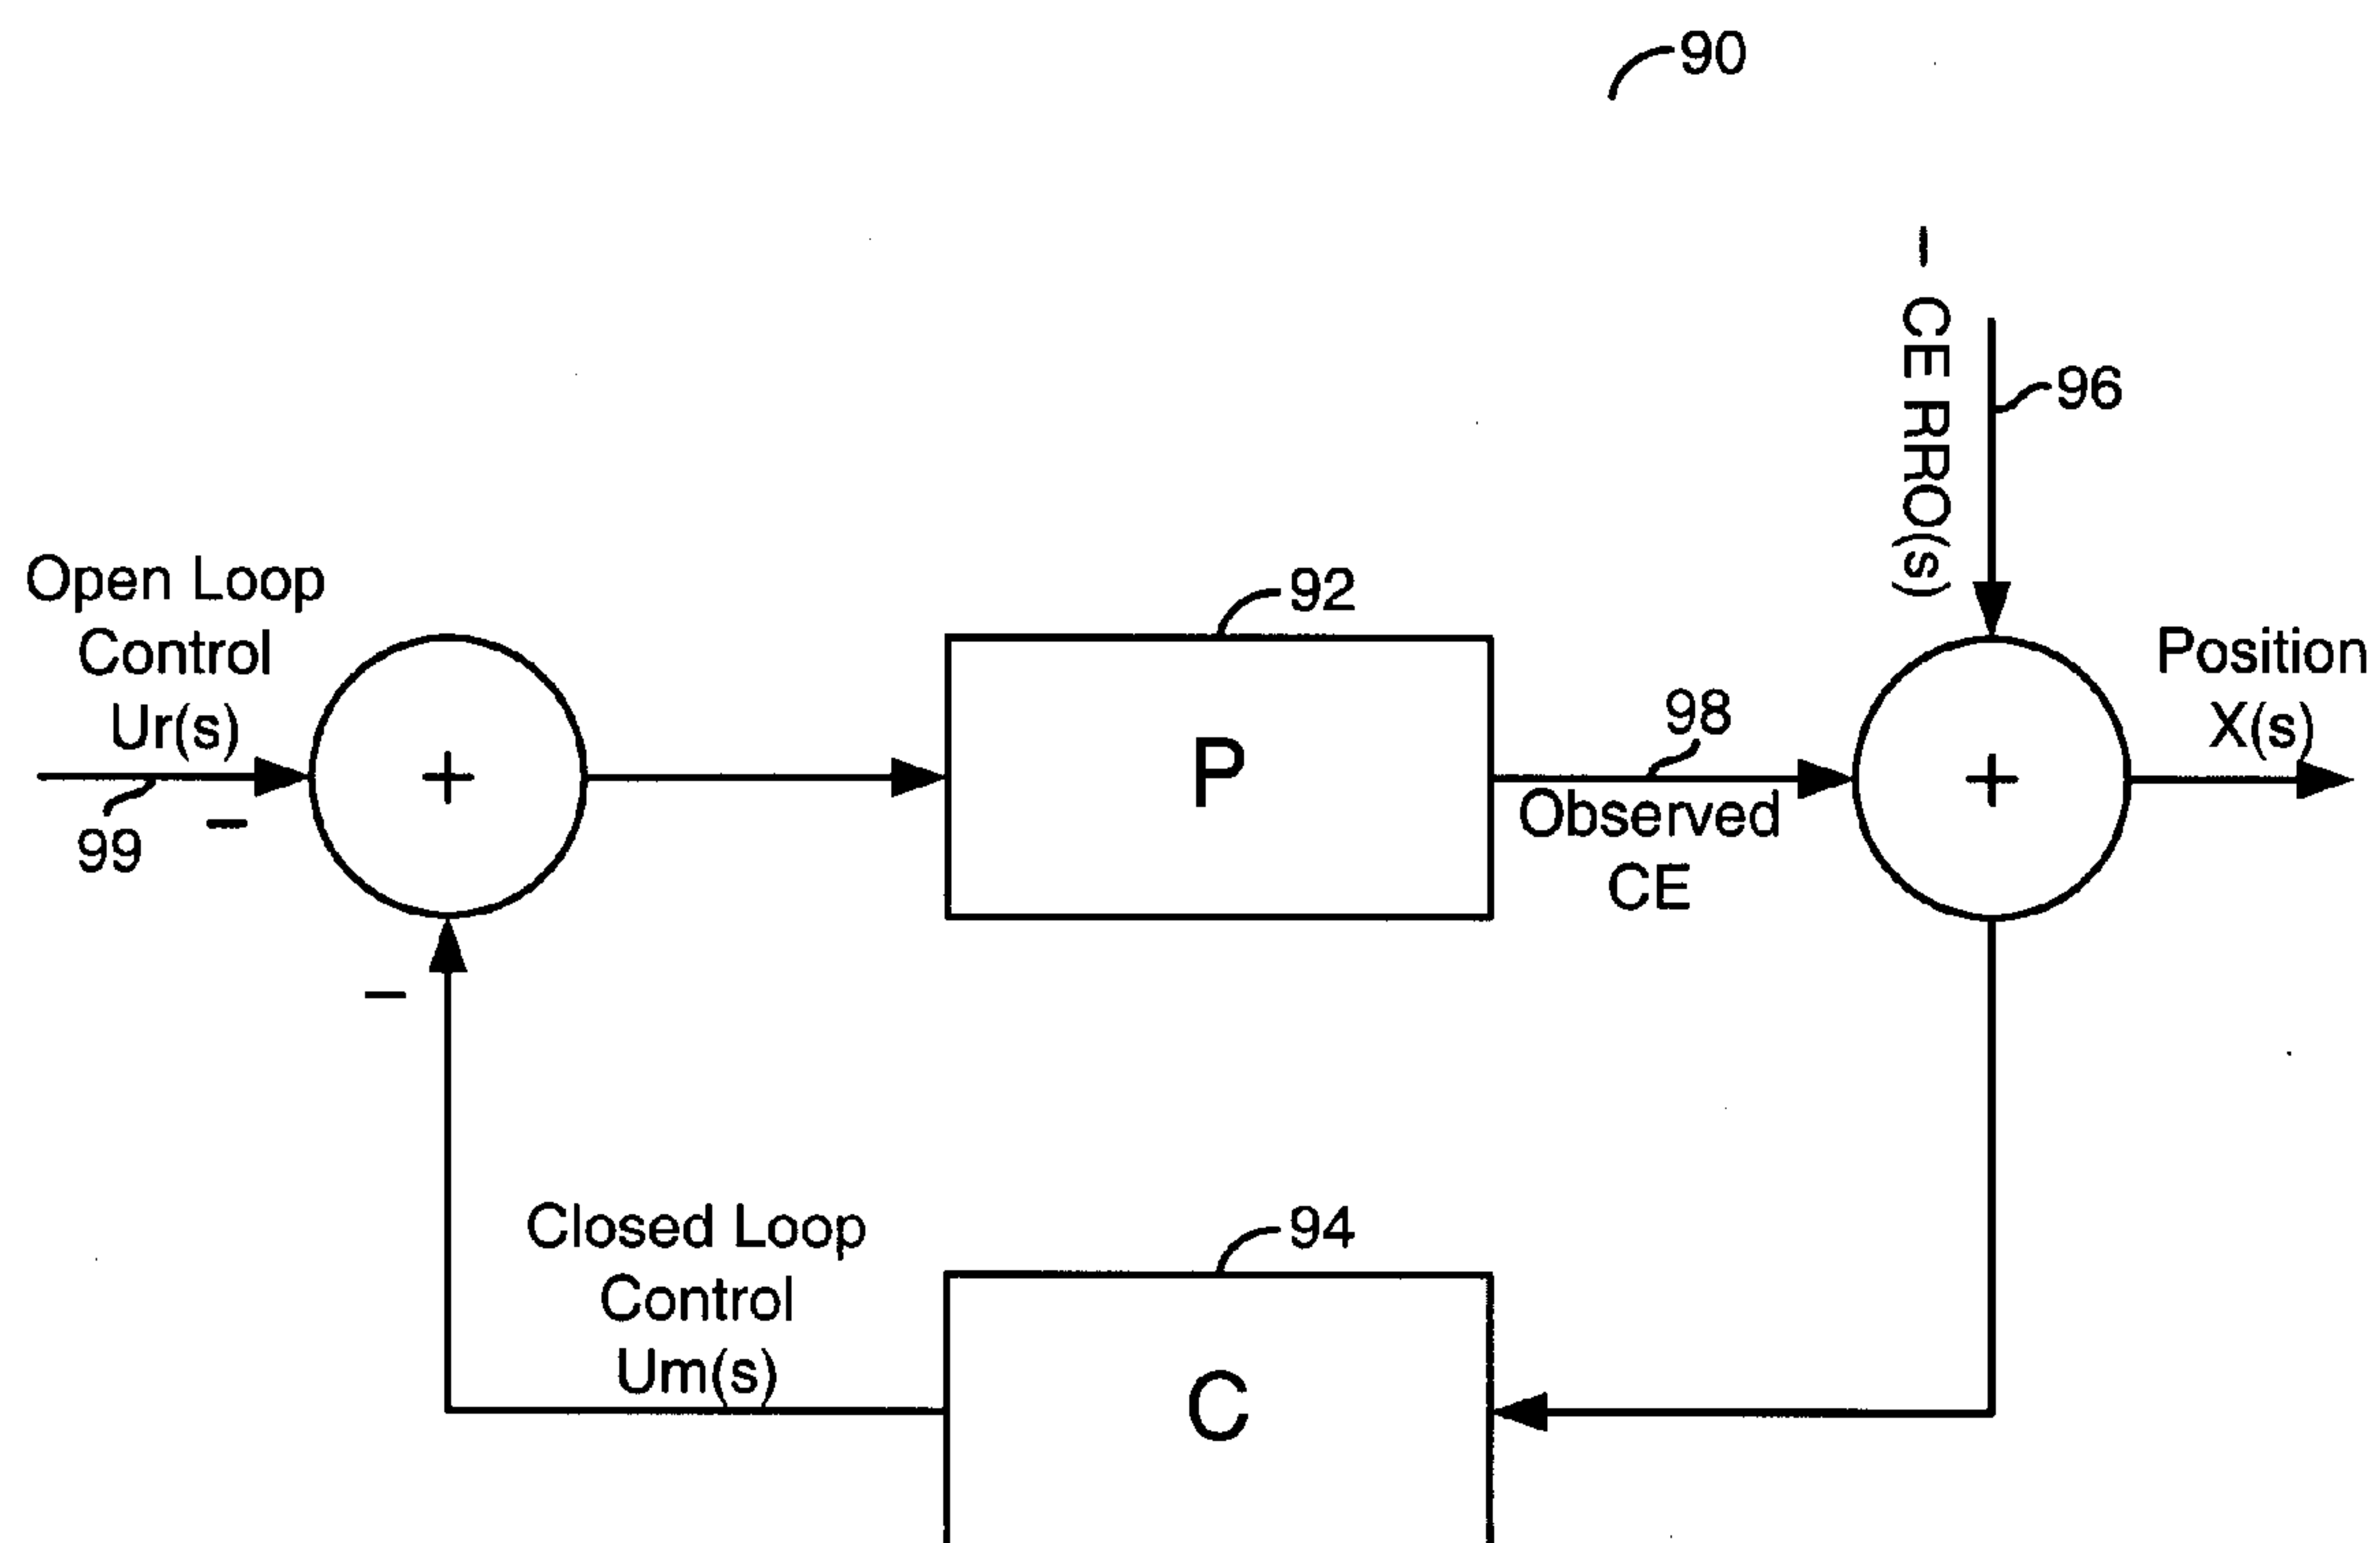 90
- CE RRO(s)
96
Open Loop
Control
Ur(s)
99
-
+
92
P
98
Observed
CE
+
Position
X(s)
-
Closed Loop
Control
Um(s)
94
C